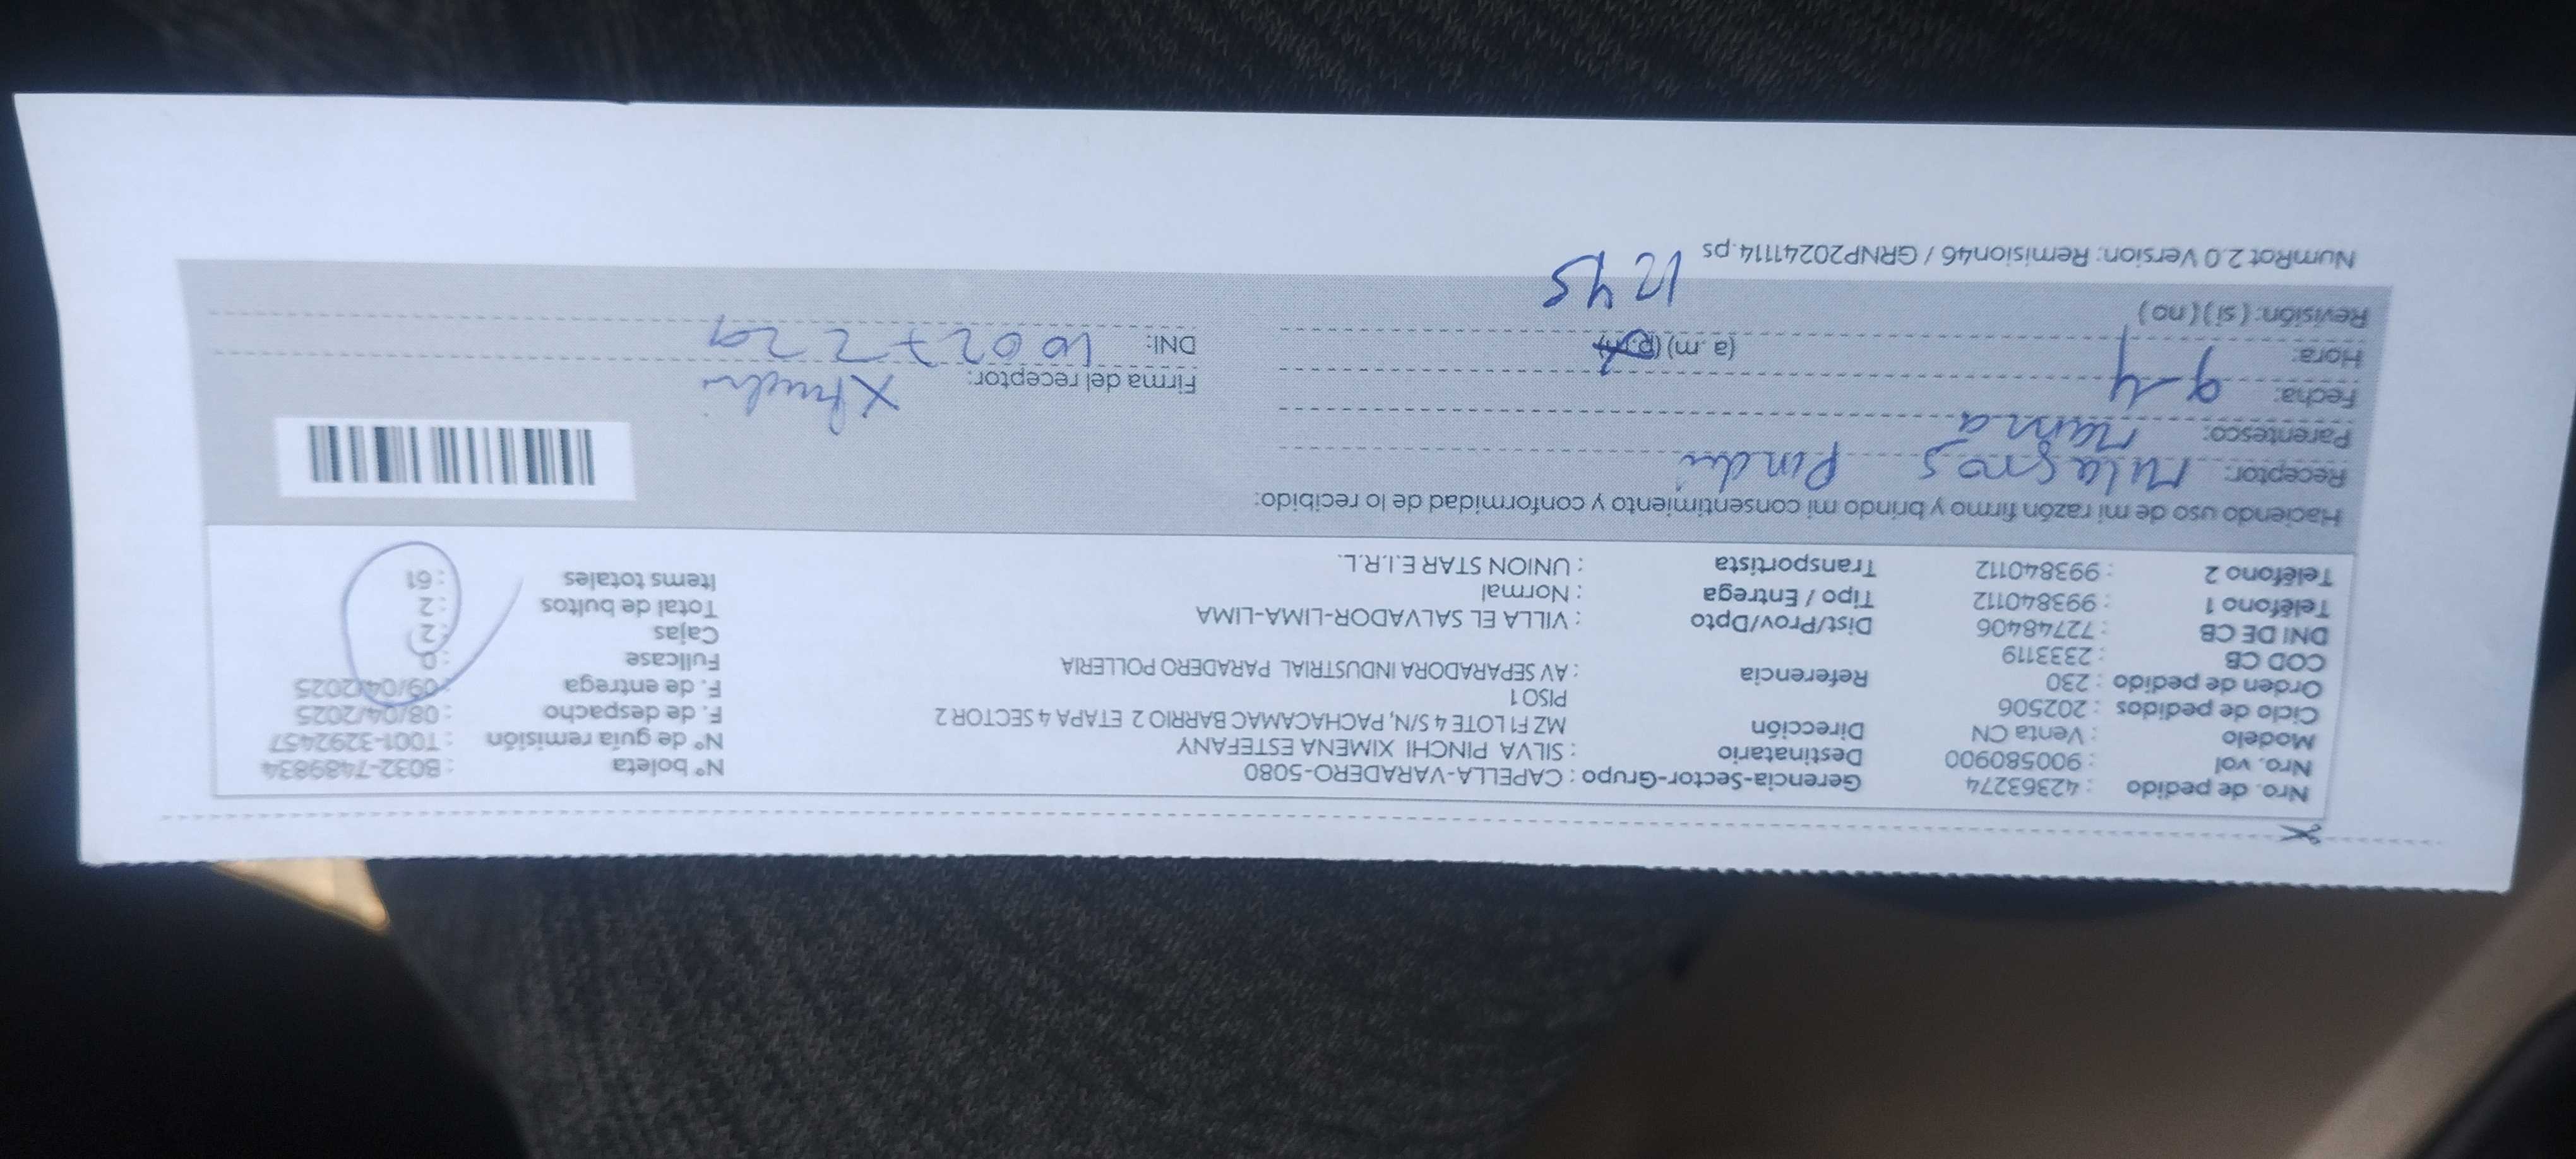 Nro. de pedido : 42363274 Gerencia-Sector-Grupo : CAPELLA-VARADERO-5080 N° boleta : B032-7489834
Nro. vol : 900580900 Destinatario : SILVA PINCHI XIMENA ESTEFANY N° de guía remisión : T001-3292457
Modelo : Venta CN Dirección MZ F1 LOTE 4 S/N, PACHACAMAC BARRIO 2 ETAPA 4 SECTOR 2 F. de despacho : 08/04/2025
Ciclo de pedidos : 202506 PISO 1 F. de entrega : 09/04/2025
Orden de pedido : 230 Referencia : AV SEPARADORA INDUSTRIAL PARADERO POLLERIA Fullcase : 0
COD CB : 2333119 Cajas : 2
DNI DE CB : 72748406 Dist/Prov/Dpto : VILLA EL SALVADOR-LIMA-LIMA Total de bultos : 2
Teléfono 1 : 993840112 Tipo / Entrega : Normal Items totales : 61
Teléfono 2 : 993840112 Transportista : UNION STAR E.I.R.L.
Haciendo uso de mi razón firmo y brindo mi consentimiento y conformidad de lo recibido:
Receptor: Milagros
Parentesco: mamá
Fecha: 9-4 Firma del receptor:
Hora: (a.m) (p.m) DNI:
Revisión: (si) (no) 12 45
NumRot 2.0 Version: Remision46 / GRNP20241114.ps